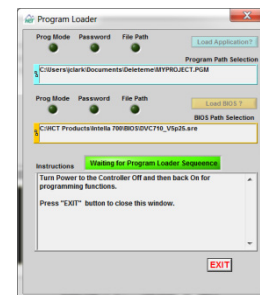 Program Loader
X
Prog Mode Password File Path
Load Application?
Program Path Selection
C:\Users\jclark\Documents\Deleteme\MYPROJECT.PGM
Prog Mode Password File Path
Load BIOS ?
BIOS Path Selection
C:\HCT Products\Intella 700\BIOS\DVC710_V5p25.sre
Instructions Waiting for Program Loader Sequeence
Turn Power to the Controller Off and then back On for
programming functions.
Press "EXIT" button to close this window.
EXIT